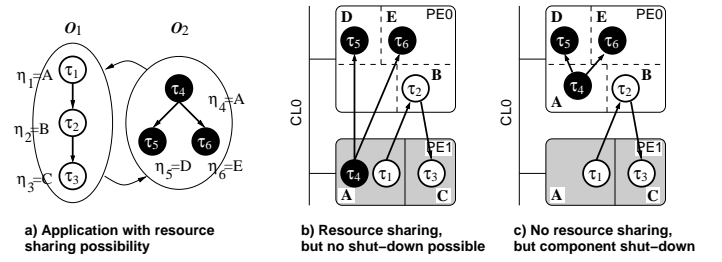 O1
O2
η1=A
τ1
η2=B
τ2
η3=C
τ3
τ4
η4=A
τ5
τ6
η5=D
η6=E
a) Application with resource
sharing possibility
CL0
D
E
PE0
τ5
τ6
B
τ2
PE1
τ4
τ1
τ3
A
C
b) Resource sharing,
but no shut−down possible
CL0
D
E
PE0
τ5
τ6
B
τ4
τ2
A
PE1
τ1
τ3
A
C
c) No resource sharing,
but component shut−down